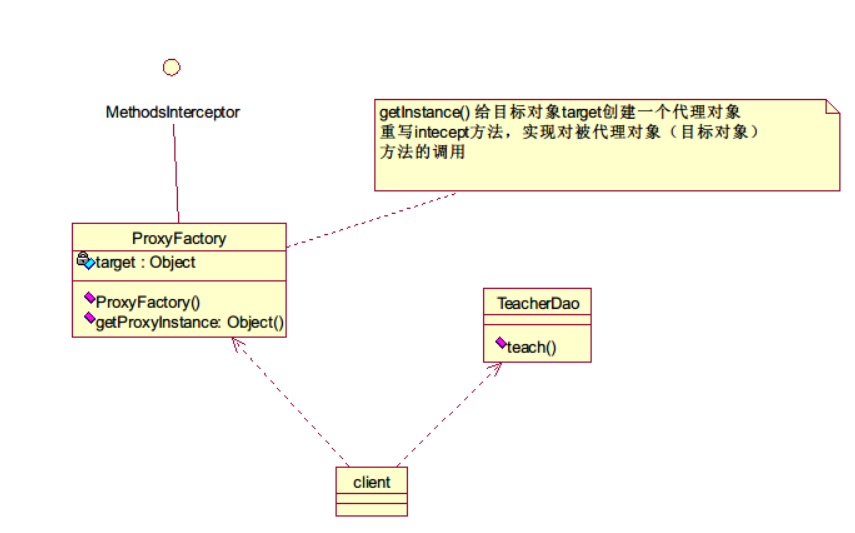 MethodsInterceptor
getInstance() 给目标对象target创建一个代理对象
重写intecept方法，实现对被代理对象（目标对象）
方法的调用
ProxyFactory
target : Object
ProxyFactory()
getProxyInstance: Object()
TeacherDao
teach()
client